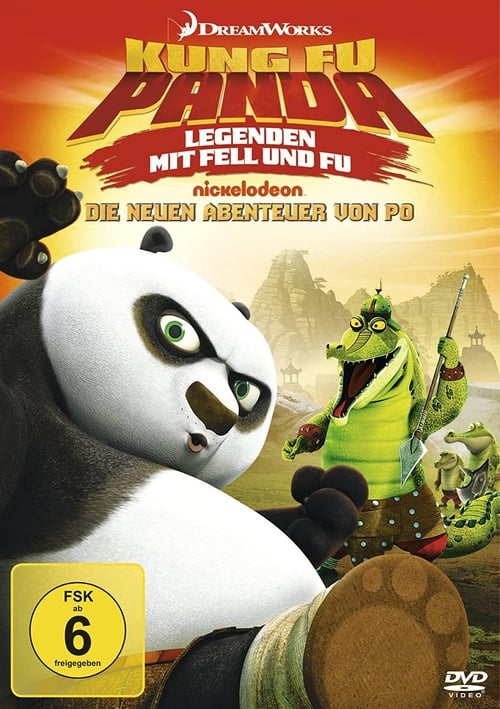 DREAMWORKS
KUNG FU
PANDA
LEGENDEN
MIT FELL UND FU
nickelodeon
DIE NEUEN ABENTEUER VON PO
FSK
ab
6
freigegeben
DVD
VIDEO